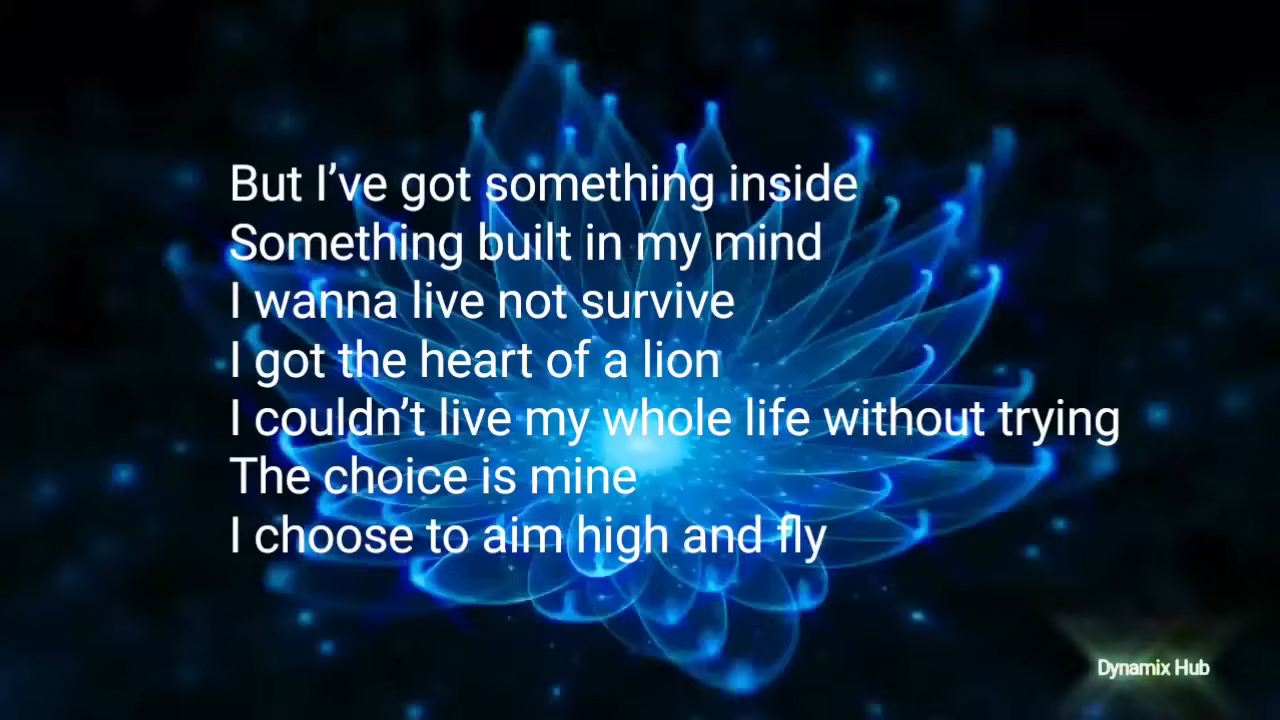 But I’ve got something inside
Something built in my mind
I wanna live not survive
I got the heart of a lion
I couldn’t live my whole life without trying
The choice is mine
I choose to aim high and fly
Dynamix Hub